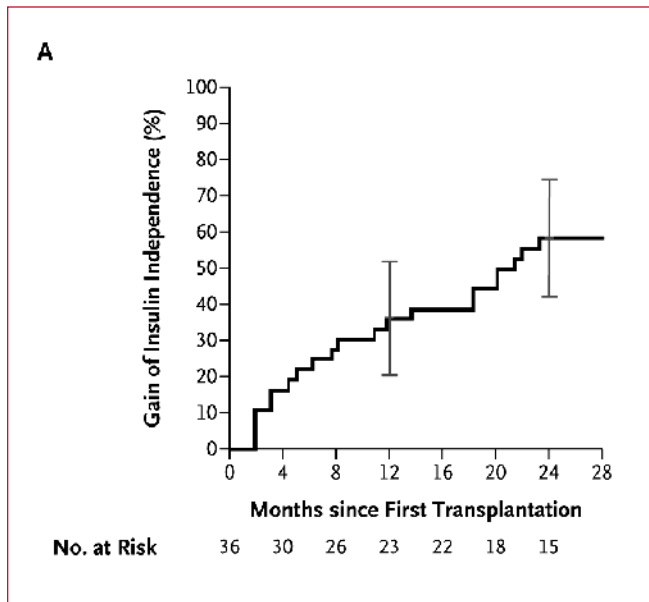 A
100
90
80
70
60
50
40
30
20
10
0
Gain of Insulin Independence (%)
0 4 8 12 16 20 24 28
Months since First Transplantation
No. at Risk 36 30 26 23 22 18 15